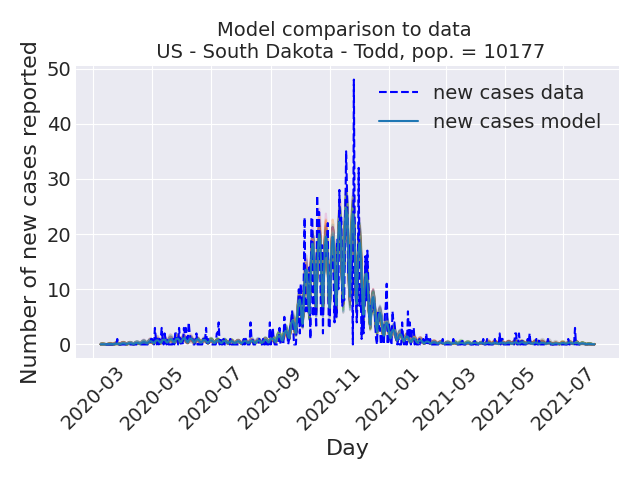 Model comparison to data
US - South Dakota - Todd, pop. = 10177
Number of new cases reported
50
40
30
20
10
0
new cases data
new cases model
2020-03
2020-05
2020-07
2020-09
2020-11
2021-01
2021-03
2021-05
2021-07
Day